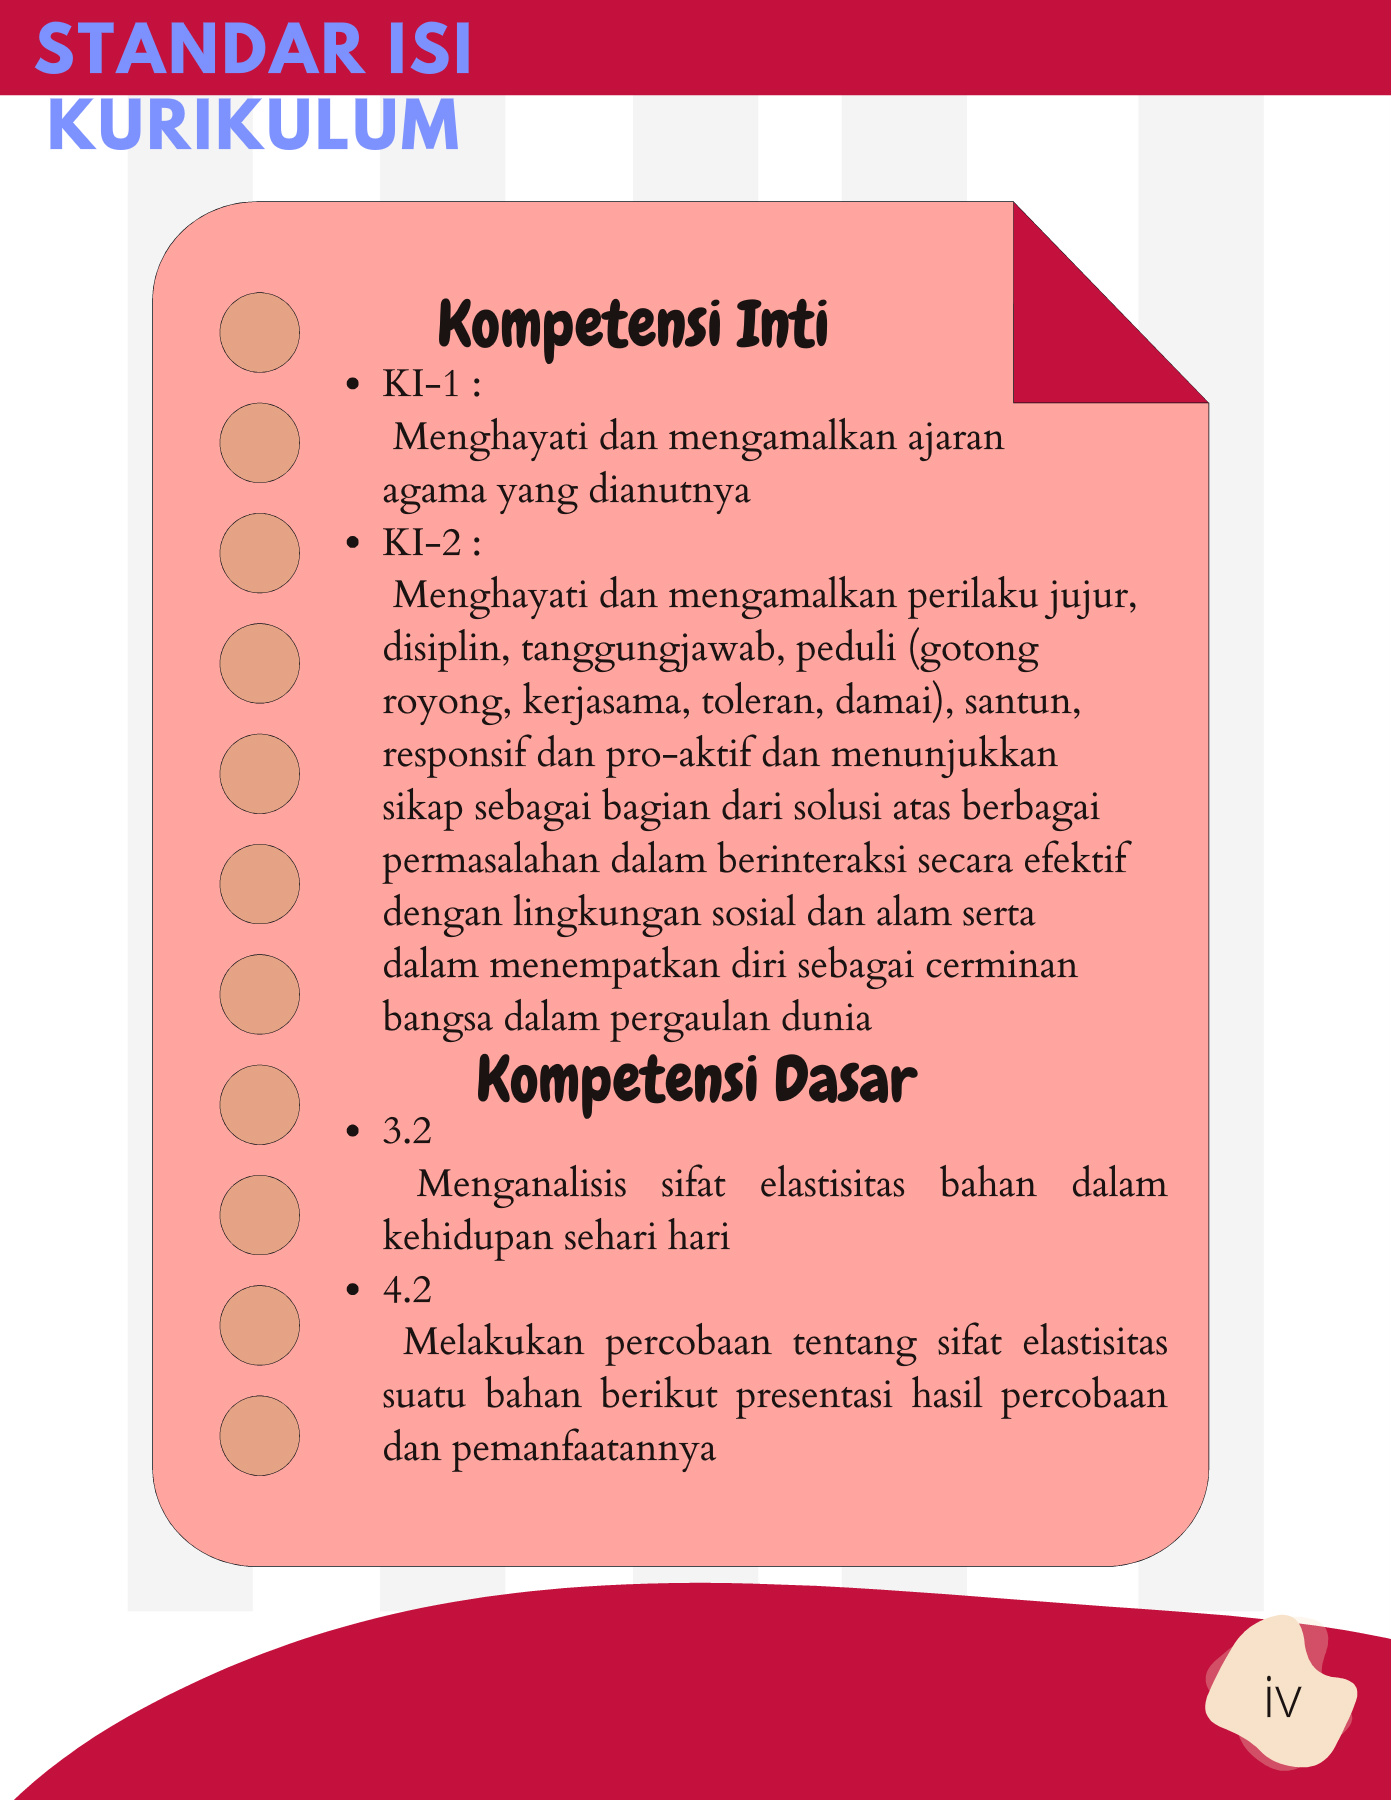 STANDAR ISI
KURIKULUM
Kompetensi Inti
• KI-1 :
Menghayati dan mengamalkan ajaran
agama yang dianutnya
• KI-2 :
Menghayati dan mengamalkan perilaku jujur,
disiplin, tanggungjawab, peduli (gotong
royong, kerjasama, toleran, damai), santun,
responsif dan pro-aktif dan menunjukkan
sikap sebagai bagian dari solusi atas berbagai
permasalahan dalam berinteraksi secara efektif
dengan lingkungan sosial dan alam serta
dalam menempatkan diri sebagai cerminan
bangsa dalam pergaulan dunia
Kompetensi Dasar
• 3.2
Menganalisis sifat elastisitas bahan dalam
kehidupan sehari hari
• 4.2
Melakukan percobaan tentang sifat elastisitas
suatu bahan berikut presentasi hasil percobaan
dan pemanfaatannya
iv